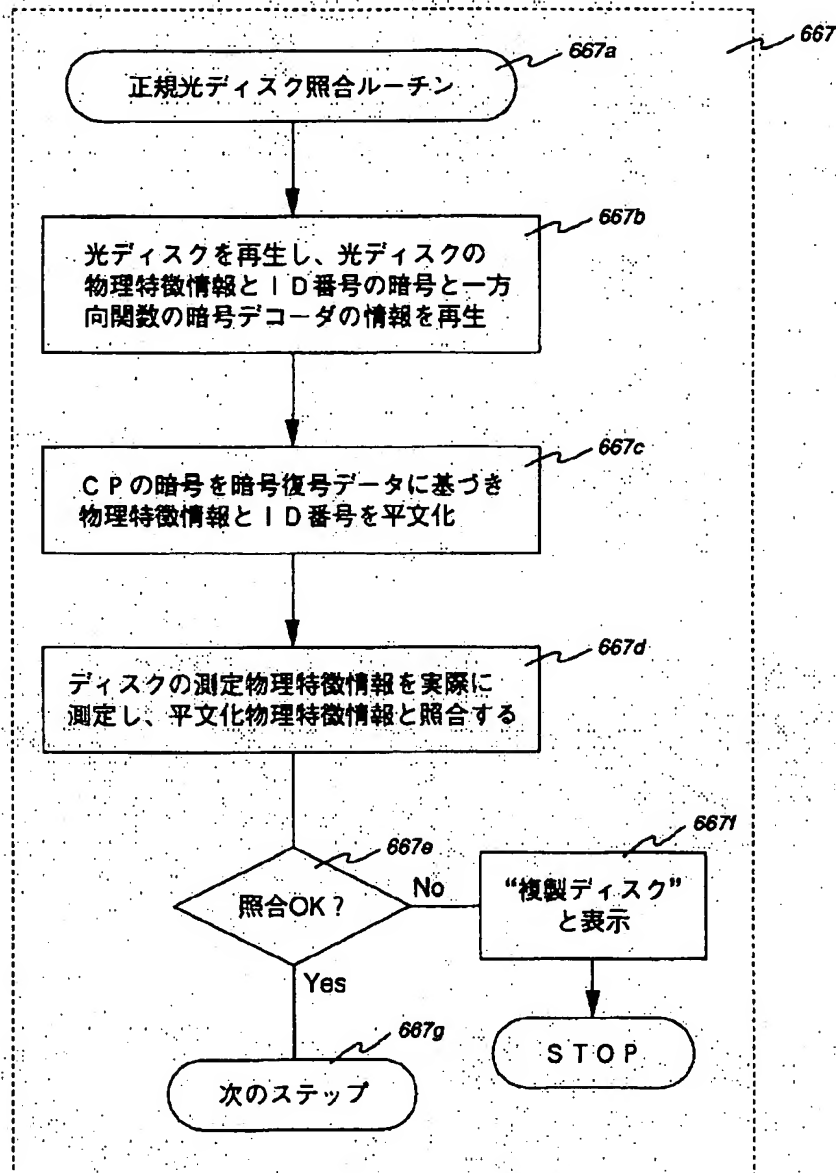 667
667a
正規光ディスク照合ルーチン
667b
光ディスクを再生し、光ディスクの
物理特徴情報とID番号の暗号と一方
向関数の暗号デコーダの情報を再生
667c
CPの暗号を暗号復号データに基づき
物理特徴情報とID番号を平文化
667d
ディスクの測定物理特徴情報を実際に
測定し、平文化物理特徴情報と照合する
667e
照合OK?
No
667f
“複製ディスク”
と表示
Yes
667g
次のステップ
STOP